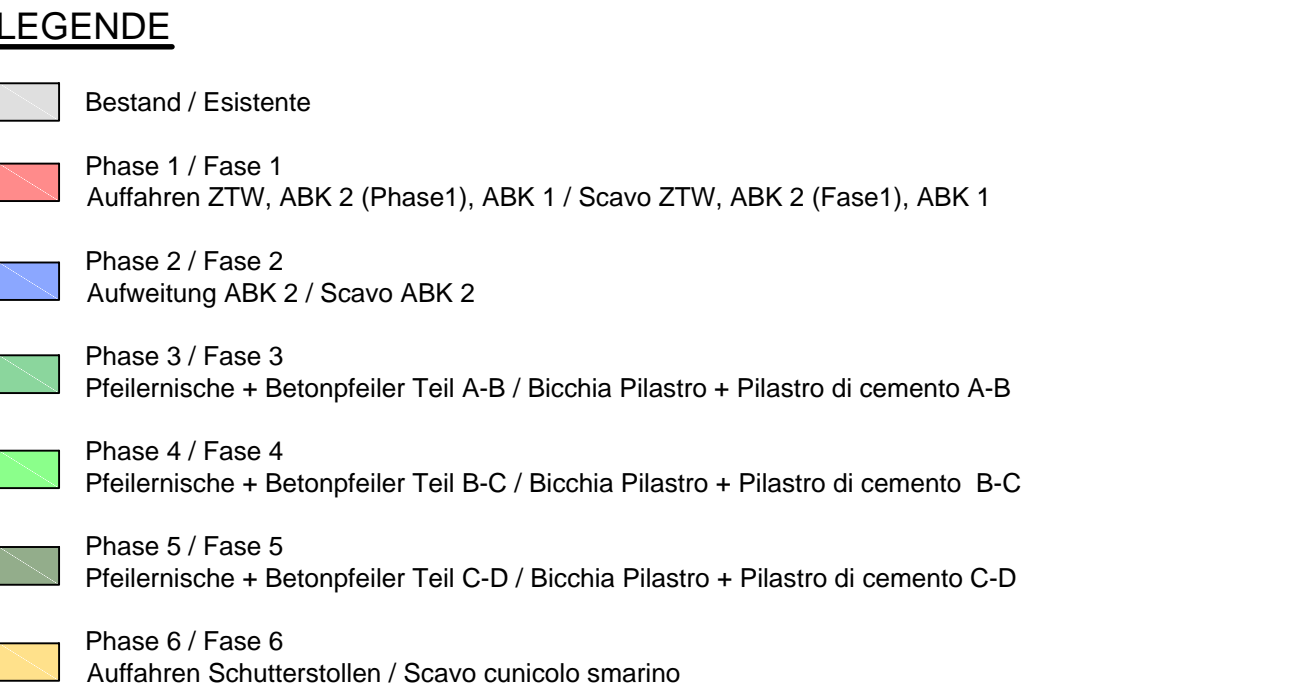 LEGENDE
Bestand / Esistente
Phase 1 / Fase 1
Auffahren ZTW, ABK 2 (Phase1), ABK 1 / Scavo ZTW, ABK 2 (Fase1), ABK 1
Phase 2 / Fase 2
Aufweitung ABK 2 / Scavo ABK 2
Phase 3 / Fase 3
Pfeilernische + Betonpfeiler Teil A-B / Bicchia Pilastro + Pilastro di cemento A-B
Phase 4 / Fase 4
Pfeilernische + Betonpfeiler Teil B-C / Bicchia Pilastro + Pilastro di cemento  B-C
Phase 5 / Fase 5
Pfeilernische + Betonpfeiler Teil C-D / Bicchia Pilastro + Pilastro di cemento C-D
Phase 6 / Fase 6
Auffahren Schutterstollen / Scavo cunicolo smarino